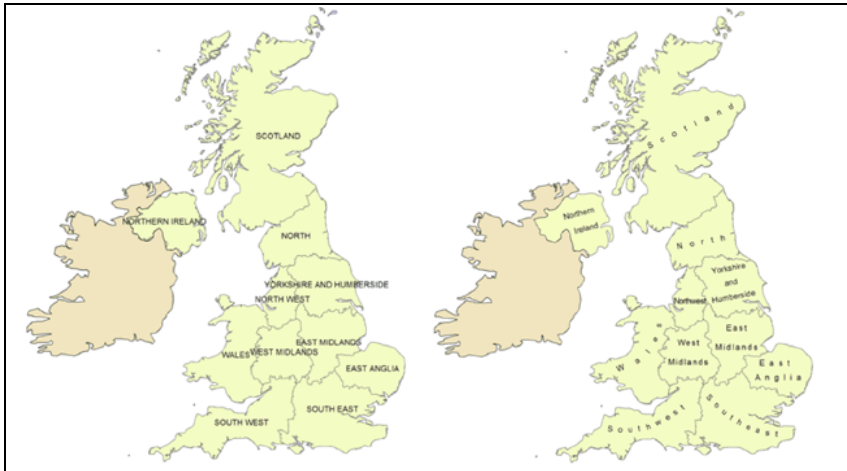 SCOTLAND
NORTHERN IRELAND
NORTH
YORKSHIRE AND HUMBERSIDE
NORTH WEST
EAST MIDLANDS
WALES
WEST MIDLANDS
EAST ANGLIA
SOUTH EAST
SOUTH WEST
Scotland
Northern
Ireland
North
Yorkshire
and
Humberside
Northwest
East
Midlands
West
Midlands
Wales
East
Anglia
Southwest
Southeast